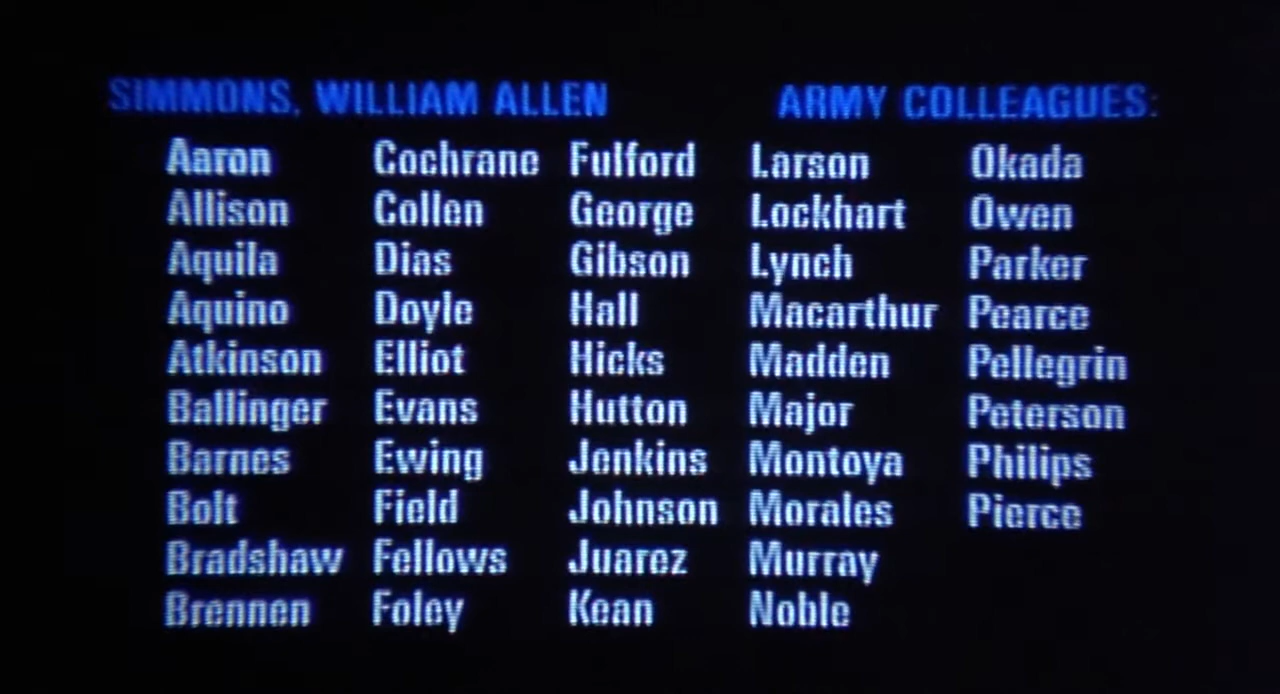 SIMMONS, WILLIAM ALLEN ARMY COLLEAGUES:
Aaron Cochrane Fulford Larson Okada
Allison Collen George Lockhart Owen
Aquila Dias Gibson Lynch Parker
Aquino Doyle Hall Macarthur Pearce
Atkinson Elliot Hicks Madden Pellegrin
Ballinger Evans Hutton Major Peterson
Barnes Ewing Jenkins Montoya Philips
Bolt Field Johnson Morales Pierce
Bradshaw Fellows Juarez Murray
Brennen Foley Kean Noble